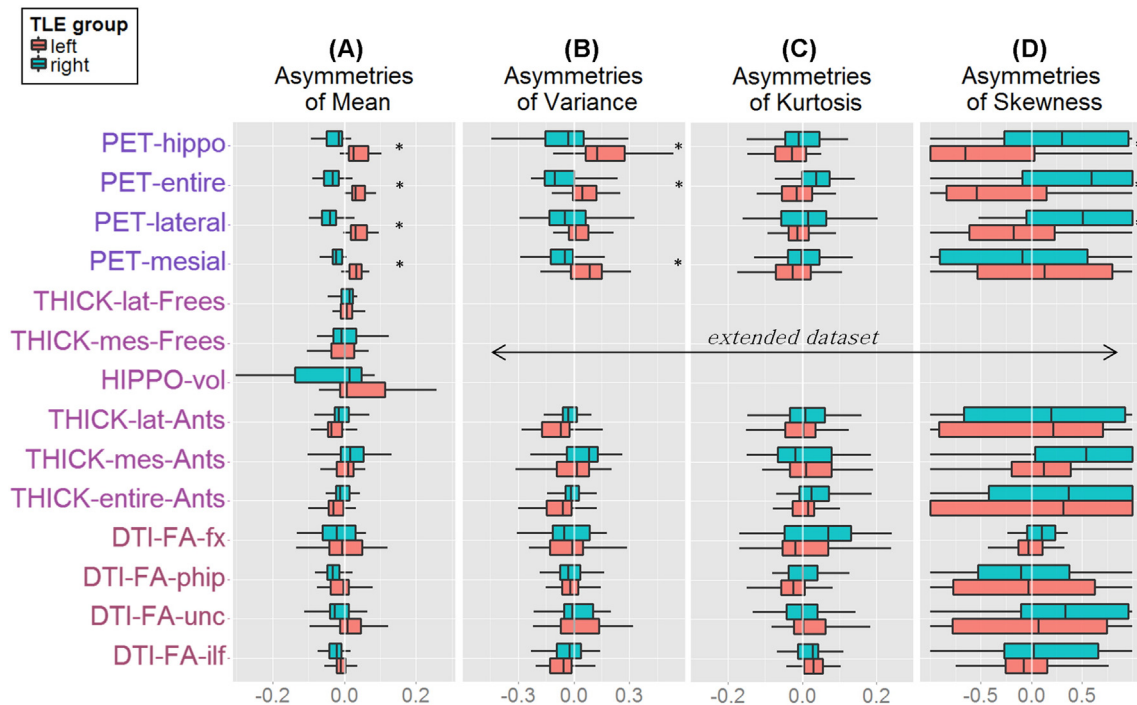 TLE group
left
right
(A) (B) (C) (D)
Asymmetries of Mean
Asymmetries of Variance
Asymmetries of Kurtosis
Asymmetries of Skewness
PET-hippo * * *
PET-entire * * *
PET-lateral * *
PET-mesial * *
THICK-lat-Frees
THICK-mes-Frees
extended dataset
HIPPO-vol
THICK-lat-Ants
THICK-mes-Ants
THICK-entire-Ants
DTI-FA-fx
DTI-FA-phip
DTI-FA-unc
DTI-FA-ilf
-0.2 0.0 0.2 -0.3 0.0 0.3 -0.2 0.0 0.2 -0.5 0.0 0.5